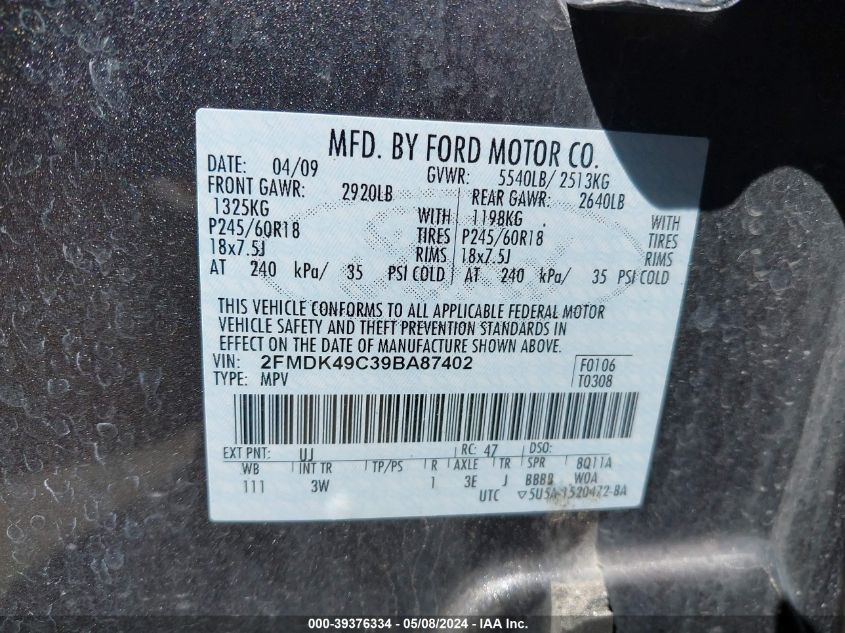 MFD. BY FORD MOTOR CO.
DATE: 04/09 GVWR: 5540LB/ 2513KG
FRONT GAWR: 2920LB REAR GAWR: 2640LB
1325KG WITH 1198KG WITH
P245/60R18 TIRES P245/60R18 TIRES
18x7.5J RIMS 18x7.5J RIMS
AT 240 kPa/ 35 PSI COLD AT 240 kPa/ 35 PSI COLD
THIS VEHICLE CONFORMS TO ALL APPLICABLE FEDERAL MOTOR
VEHICLE SAFETY AND THEFT PREVENTION STANDARDS IN
EFFECT ON THE DATE OF MANUFACTURE SHOWN ABOVE.
VIN: 2FMDK49C39BA87402 F0106
TYPE: MPV T0308
EXT PNT: UJ RC: 47 DSO:
WB INT TR TP/PS R AXLE TR SPR 8Q11A
111 3W 1 3E J BBBB WOA
UTC ▽5U5A-1520472-BA
000-39376334 | 05/08/2024 | IAA Inc.